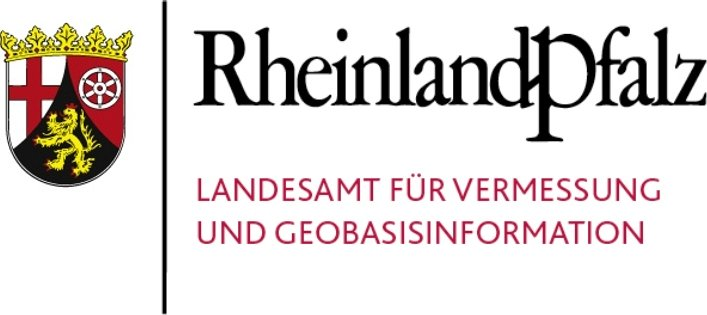 RheinlandPfalz
LANDESAMT FÜR VERMESSUNG
UND GEOBASISINFORMATION